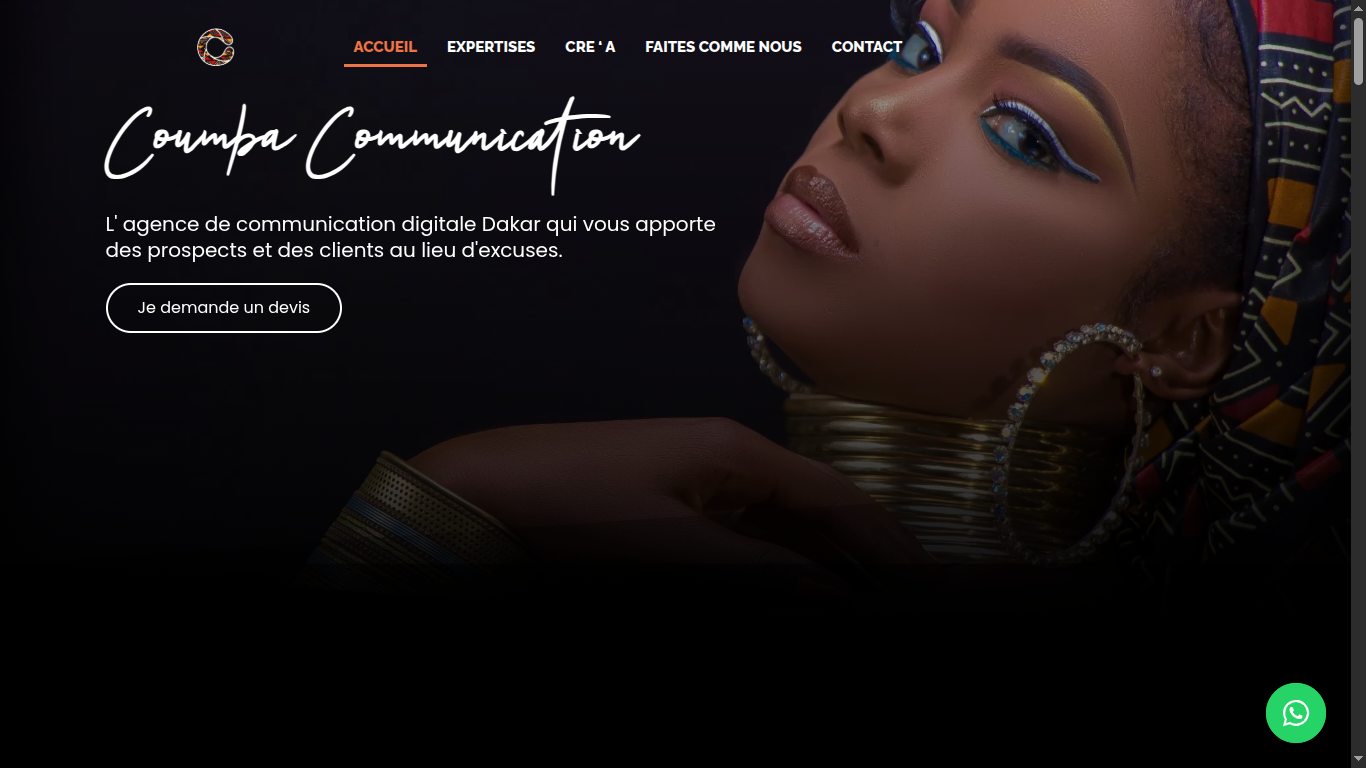 ACCUEIL EXPERTISES CRE ‘ A FAITES COMME NOUS CONTACT
Coumba Communication
L' agence de communication digitale Dakar qui vous apporte
des prospects et des clients au lieu d'excuses.
Je demande un devis